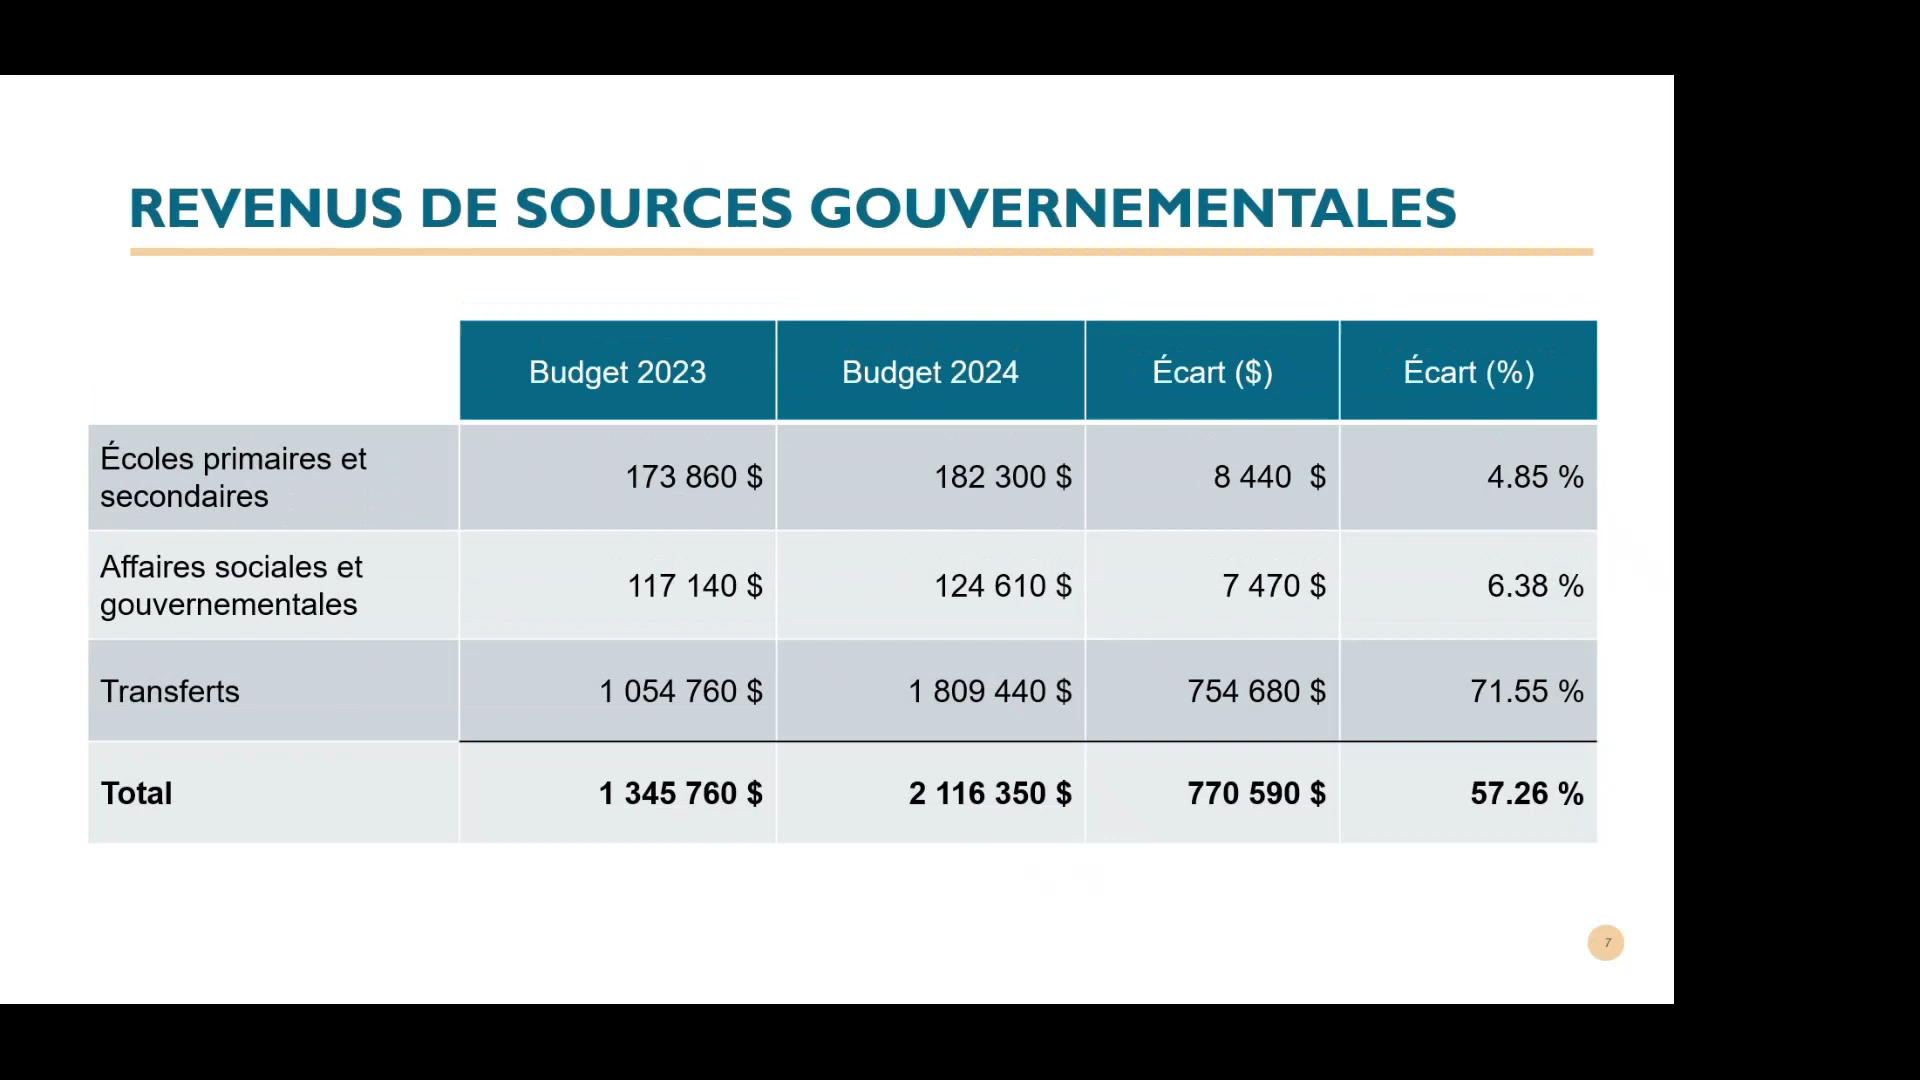 REVENUS DE SOURCES GOUVERNEMENTALES
Budget 2023 Budget 2024 Écart ($) Écart (%)
Écoles primaires et
secondaires 173 860 $ 182 300 $ 8 440 $ 4.85 %
Affaires sociales et
gouvernementales 117 140 $ 124 610 $ 7 470 $ 6.38 %
Transferts 1 054 760 $ 1 809 440 $ 754 680 $ 71.55 %
Total 1 345 760 $ 2 116 350 $ 770 590 $ 57.26 %
7